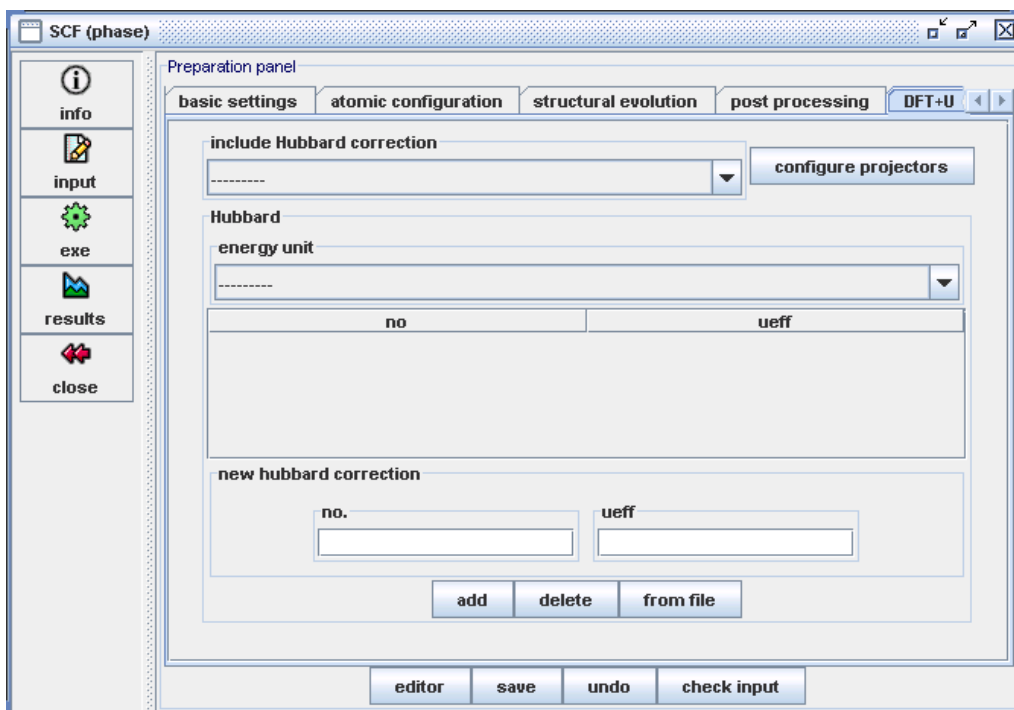 SCF (phase)
info
input
exe
results
close
Preparation panel
basic settings atomic configuration structural evolution post processing DFT+U
include Hubbard correction
---------
configure projectors
Hubbard
energy unit
---------
no ueff
new hubbard correction
no. ueff
add delete from file
editor save undo check input